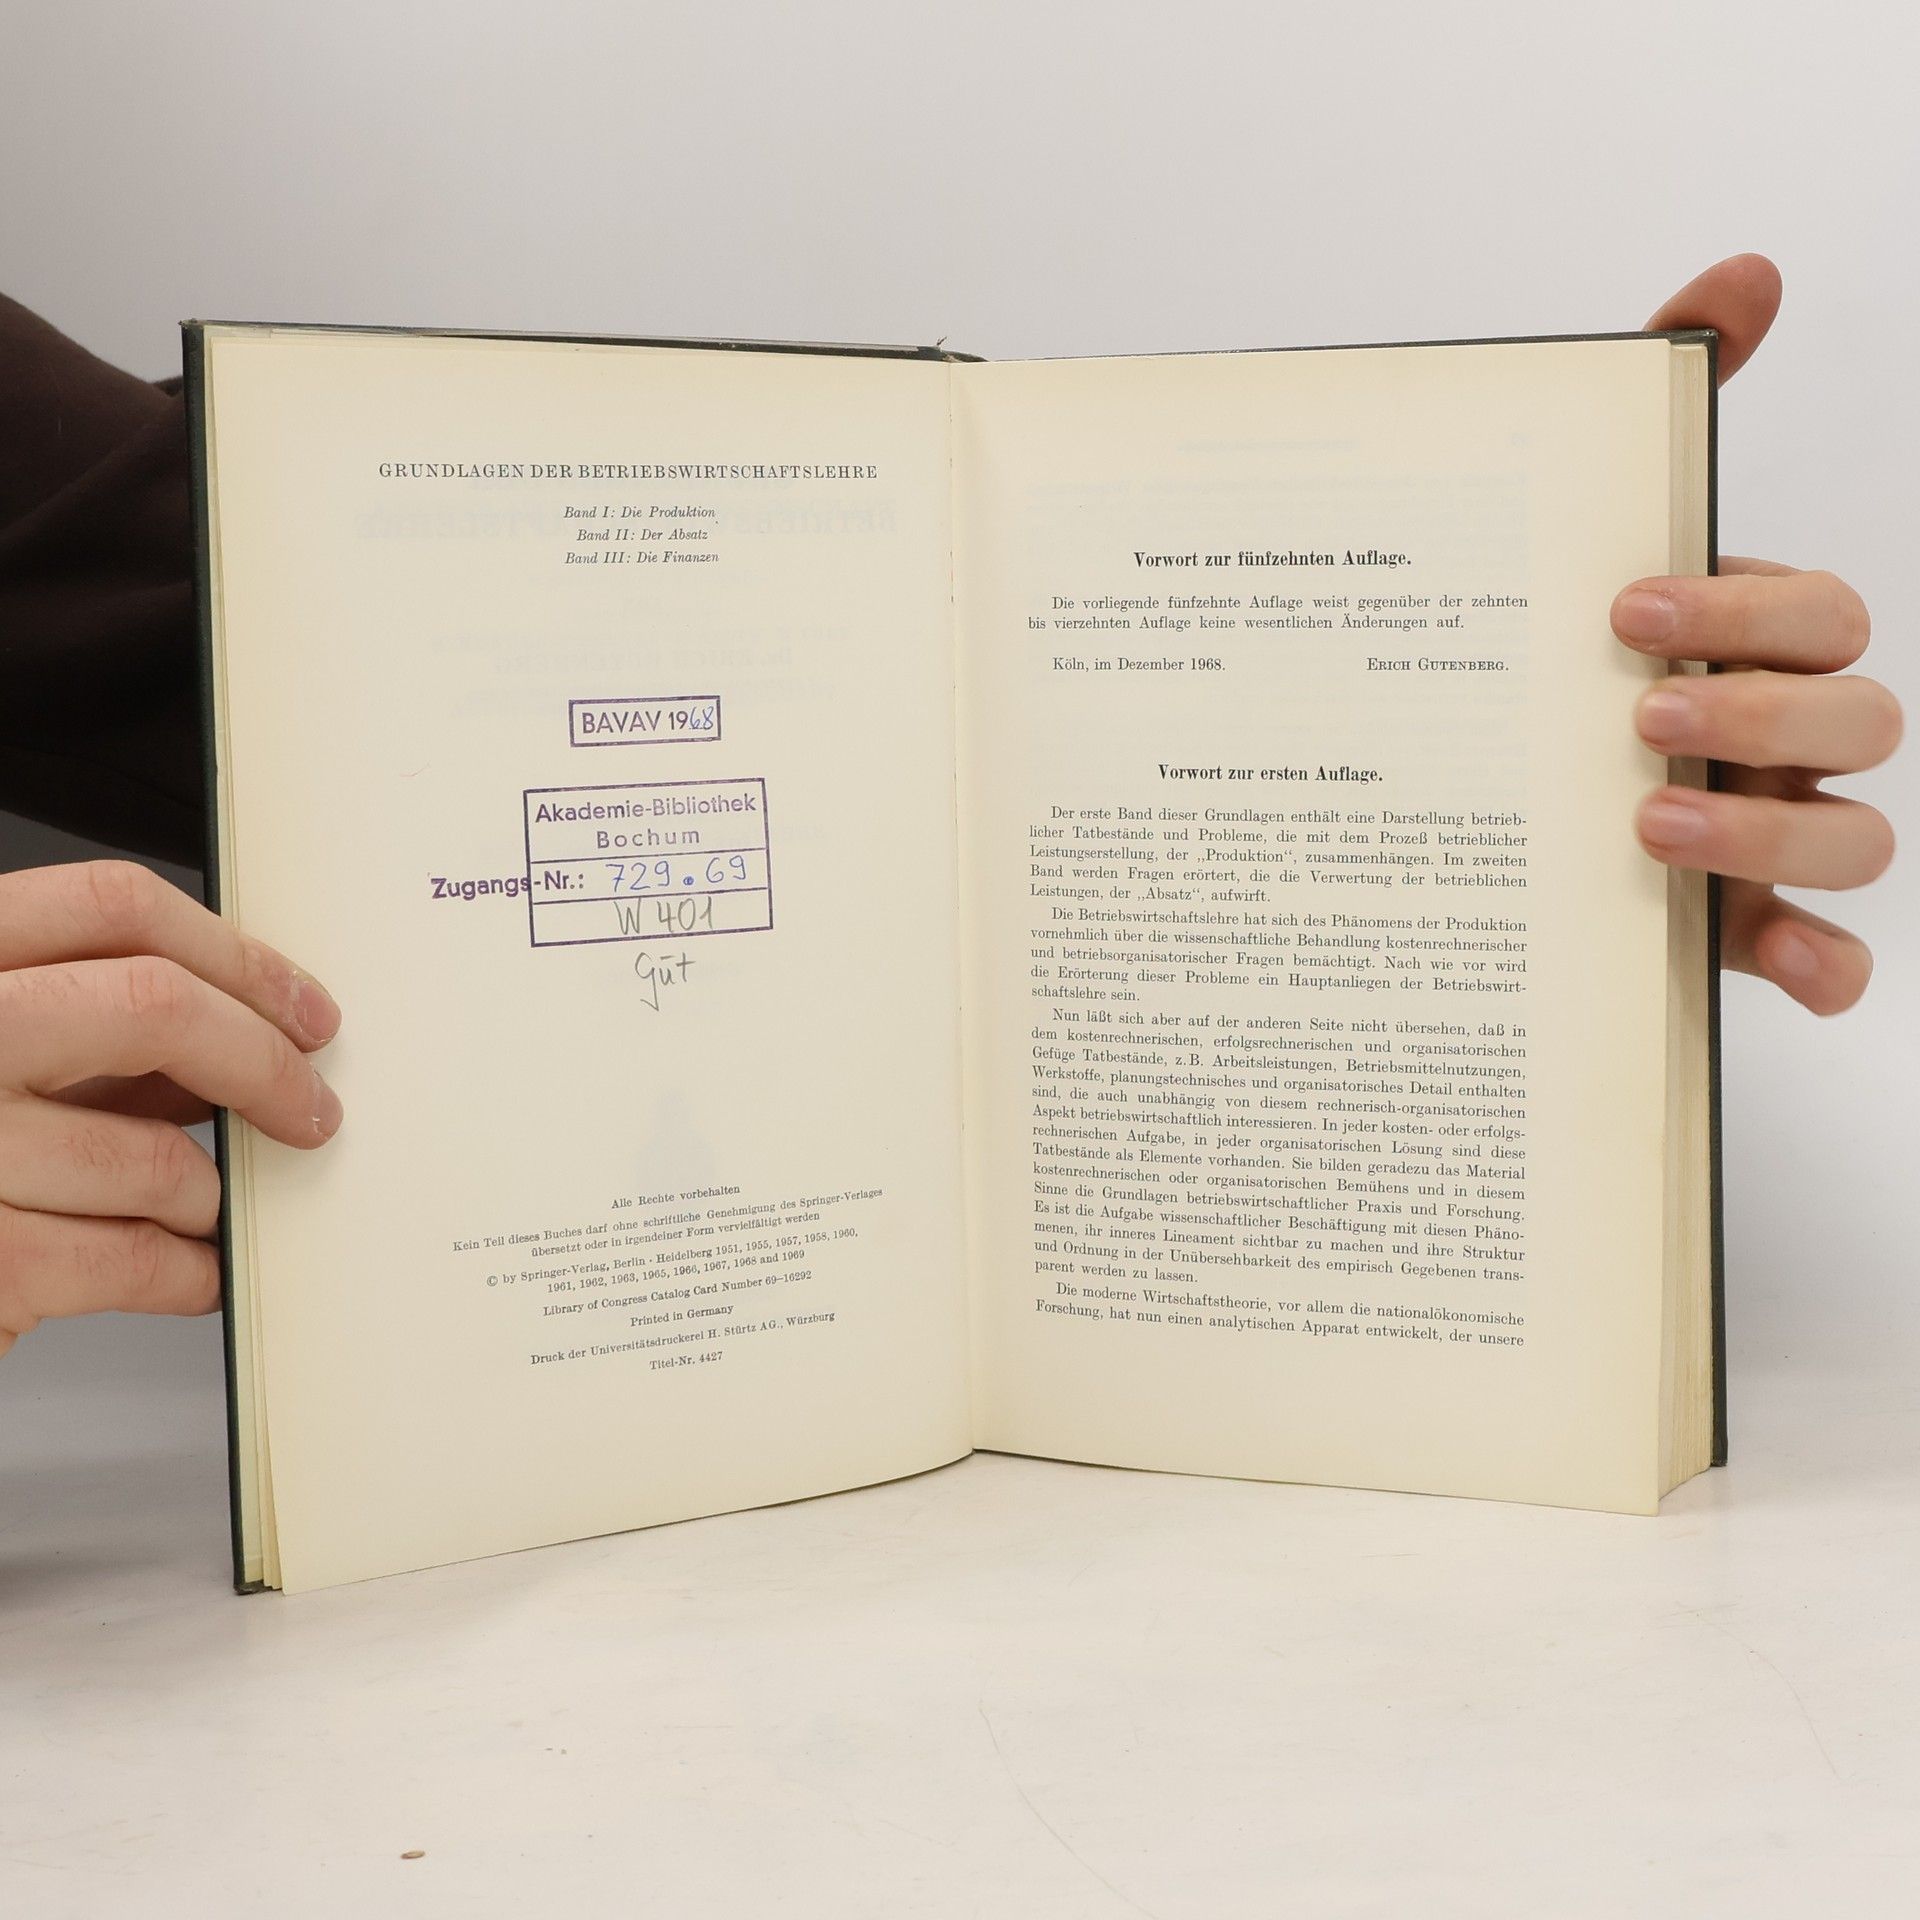 GRUNDLAGEN DER BETRIEBSWIRTSCHAFTSLEHRE
Band I: Die Produktion
Band II: Der Absatz
Band III: Die Finanzen
BAVAV 1968
Akademie-Bibliothek
Bochum
Zugangs-Nr.: 729.69
W 401
Gūt
Alle Rechte vorbehalten
Kein Teil dieses Buches darf ohne schriftliche Genehmigung des Springer-Verlages
übersetzt oder in irgendeiner Form vervielfältigt werden
© by Springer-Verlag, Berlin · Heidelberg 1951, 1955, 1957, 1958, 1960,
1961, 1962, 1963, 1965, 1966, 1967, 1968 and 1969
Library of Congress Catalog Card Number 69–16292
Printed in Germany
Druck der Universitätsdruckerei H. Stürtz AG., Würzburg
Titel-Nr. 4427
Vorwort zur fünfzehnten Auflage.
Die vorliegende fünfzehnte Auflage weist gegenüber der zehnten
bis vierzehnten Auflage keine wesentlichen Änderungen auf.
Köln, im Dezember 1968. ERICH GUTENBERG.
Vorwort zur ersten Auflage.
Der erste Band dieser Grundlagen enthält eine Darstellung betrieb-
licher Tatbestände und Probleme, die mit dem Prozeß betrieblicher
Leistungserstellung, der „Produktion“, zusammenhängen. Im zweiten
Band werden Fragen erörtert, die die Verwertung der betrieblichen
Leistungen, der „Absatz“, aufwirft.
Die Betriebswirtschaftslehre hat sich des Phänomens der Produktion
vornehmlich über die wissenschaftliche Behandlung kostenrechnerischer
und betriebsorganisatorischer Fragen bemächtigt. Nach wie vor wird
die Erörterung dieser Probleme ein Hauptanliegen der Betriebswirt-
schaftslehre sein.
Nun läßt sich aber auf der anderen Seite nicht übersehen, daß in
dem kostenrechnerischen, erfolgsrechnerischen und organisatorischen
Gefüge Tatbestände, z. B. Arbeitsleistungen, Betriebsmittelnutzungen,
Werkstoffe, planungstechnisches und organisatorisches Detail enthalten
sind, die auch unabhängig von diesem rechnerisch-organisatorischen
Aspekt betriebswirtschaftlich interessieren. In jeder kosten- oder erfolgs-
rechnerischen Aufgabe, in jeder organisatorischen Lösung sind diese
Tatbestände als Elemente vorhanden. Sie bilden geradezu das Material
kostenrechnerischen oder organisatorischen Bemühens und in diesem
Sinne die Grundlagen betriebswirtschaftlicher Praxis und Forschung.
Es ist die Aufgabe wissenschaftlicher Beschäftigung mit diesen Phäno-
menen, ihr inneres Lineament sichtbar zu machen und ihre Struktur
und Ordnung in der Unübersehbarkeit des empirisch Gegebenen trans-
parent werden zu lassen.
Die moderne Wirtschaftstheorie, vor allem die nationalökonomische
Forschung, hat nun einen analytischen Apparat entwickelt, der unsere